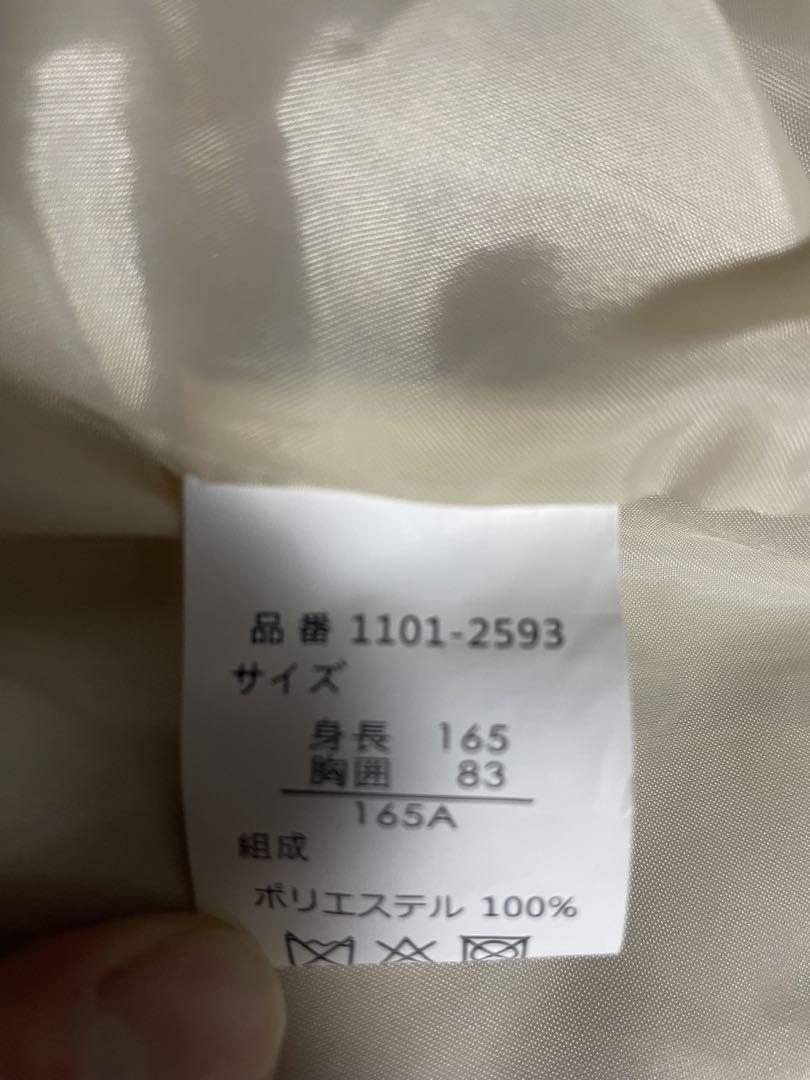 品番 1101-2593
サイズ
身長 165
胸囲 83
165A
組成
ポリエステル 100%